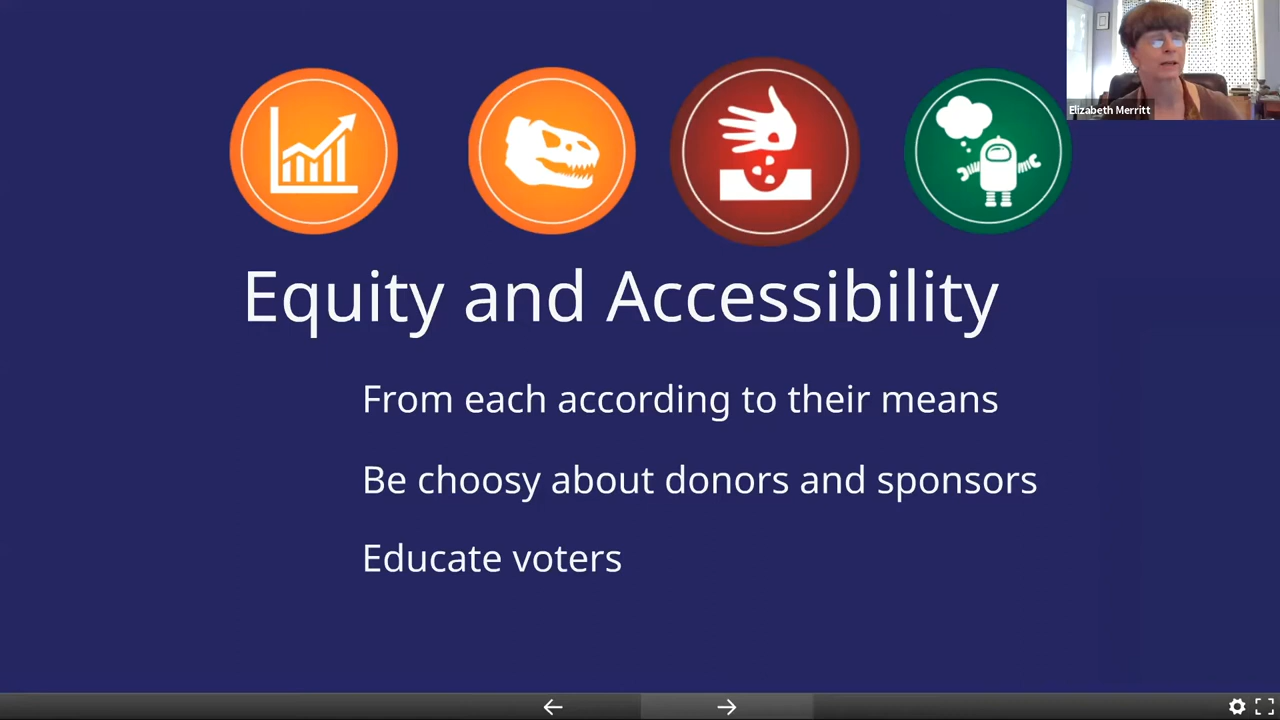 Elizabeth Merritt
Equity and Accessibility
From each according to their means
Be choosy about donors and sponsors
Educate voters